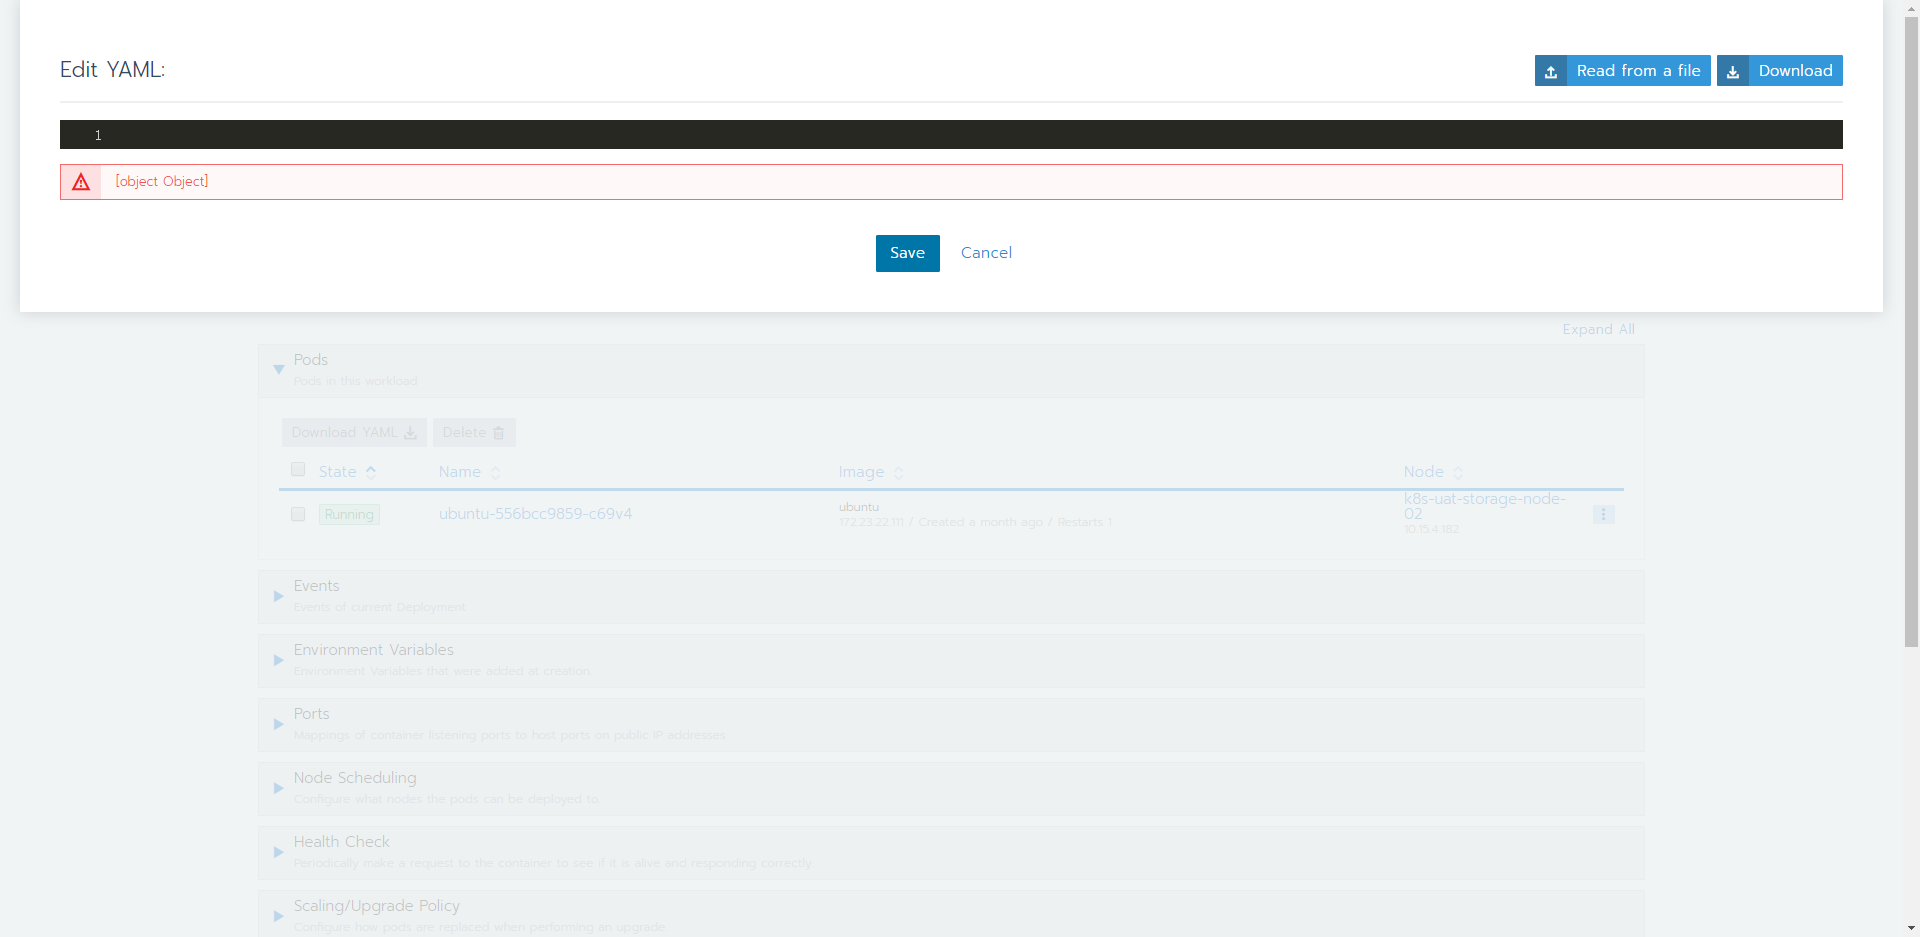 Edit YAML:
Read from a file
Download
1
[object Object]
Save
Cancel
Expand All
Pods
Pods in this workload
Download YAML
Delete
State
Name
Image
Node
Running
ubuntu-556bcc9859-c69v4
ubuntu
172.23.22.111 / Created a month ago / Restarts 1
k8s-uat-storage-node-
02
10.15.4.182
Events
Events of current Deployment
Environment Variables
Environment Variables that were added at creation.
Ports
Mappings of container listening ports to host ports on public IP addresses
Node Scheduling
Configure what nodes the pods can be deployed to.
Health Check
Periodically make a request to the container to see if it is alive and responding correctly.
Scaling/Upgrade Policy
Configure how pods are replaced when performing an upgrade